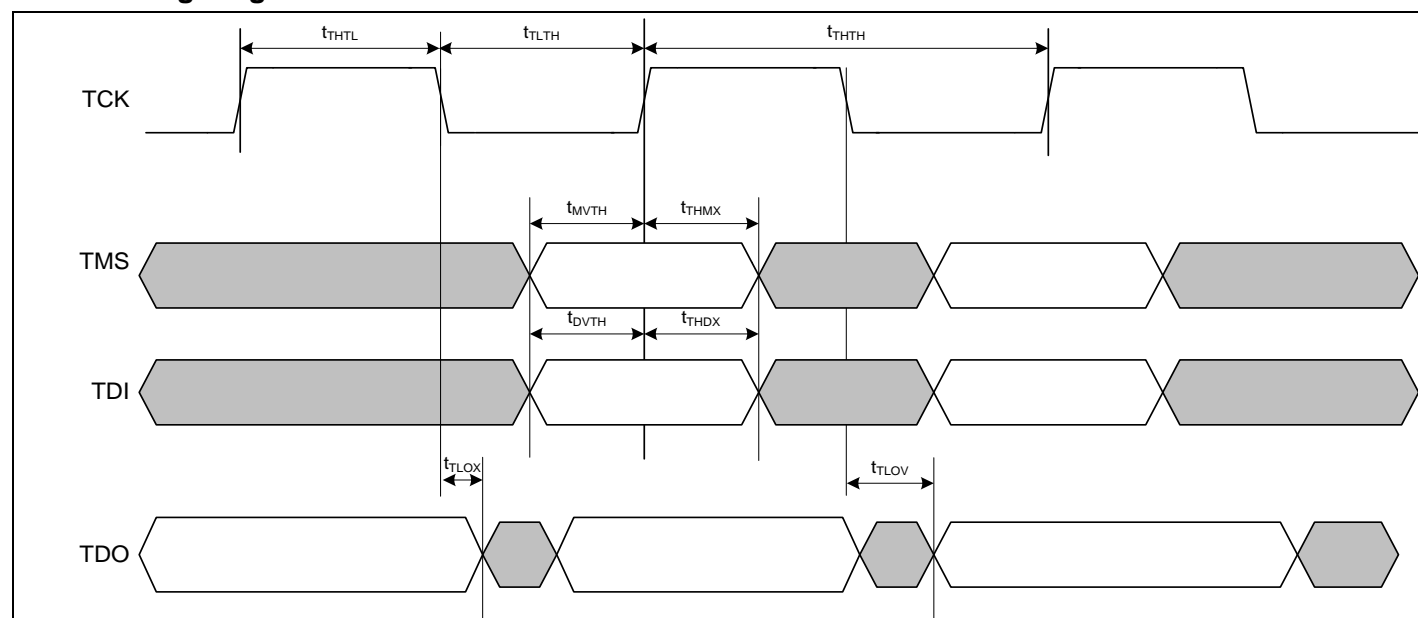 tTHTL tTLTH tTHTH
TCK
tMVTH tTHMX
TMS
tDVTH tTHDX
TDI
tTLOX tTLOV
TDO